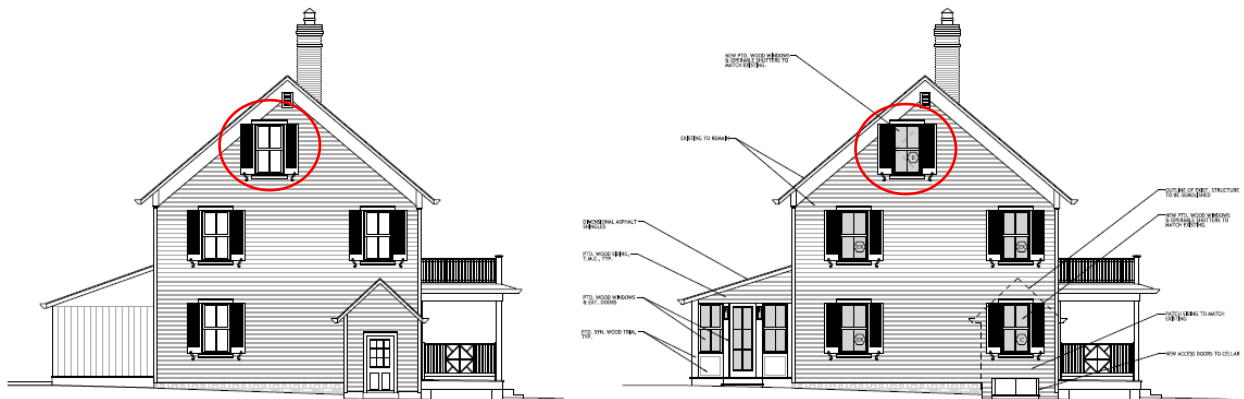 NEW PTD. WOOD WINDOWS
& OPERABLE SHUTTERS TO
MATCH EXISTING.
EXISTING TO REMAIN
OUTLINE OF EXIST. STRUCTURE
TO BE DEMOLISHED
NEW PTD. WOOD WINDOWS
& OPERABLE SHUTTERS TO
MATCH EXISTING.
DIMENSIONAL ASPHALT
SHINGLES
PTD. WOOD SIDING,
T.M.E., TYP.
PTD. WOOD WINDOWS
& EXT. DOORS
PTD. SYN. WOOD TRIM,
TYP.
PATCH SIDING TO MATCH
EXISTING
NEW ACCESS DOORS TO CELLAR